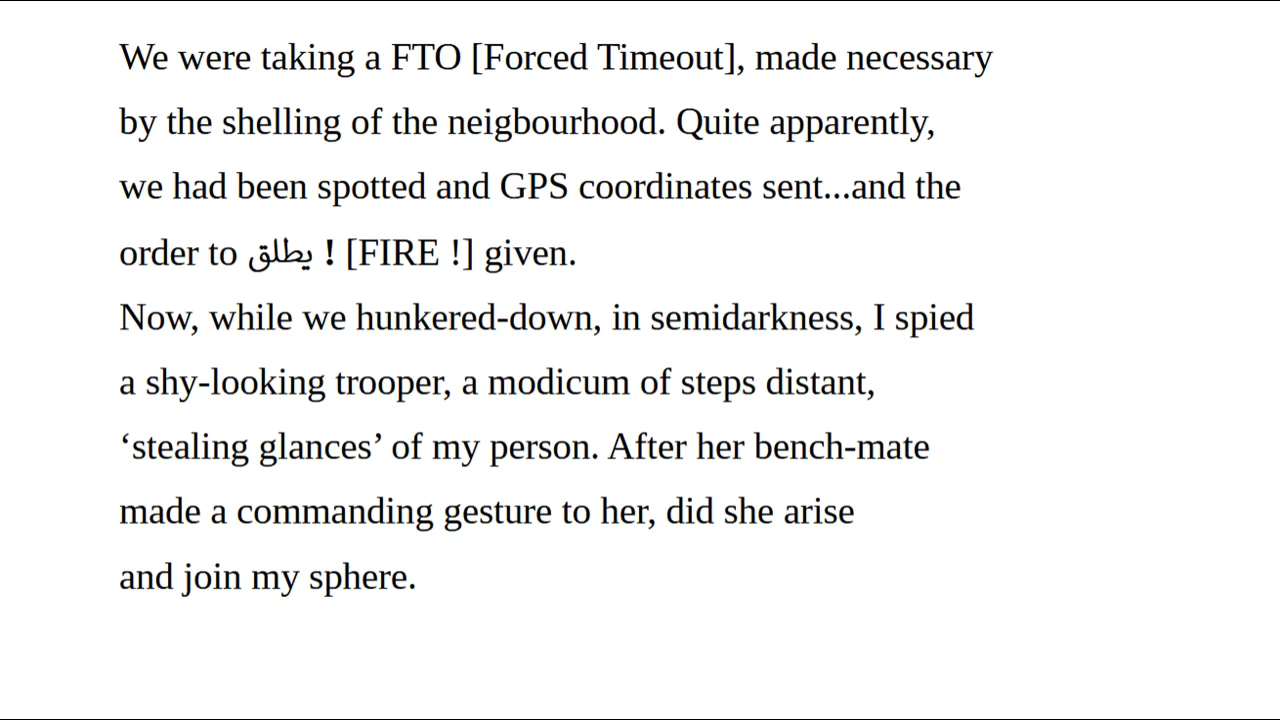 We were taking a FTO [Forced Timeout], made necessary
by the shelling of the neigbourhood. Quite apparently,
we had been spotted and GPS coordinates sent...and the
order to يطلق ! [FIRE !] given.
Now, while we hunkered-down, in semidarkness, I spied
a shy-looking trooper, a modicum of steps distant,
‘stealing glances’ of my person. After her bench-mate
made a commanding gesture to her, did she arise
and join my sphere.